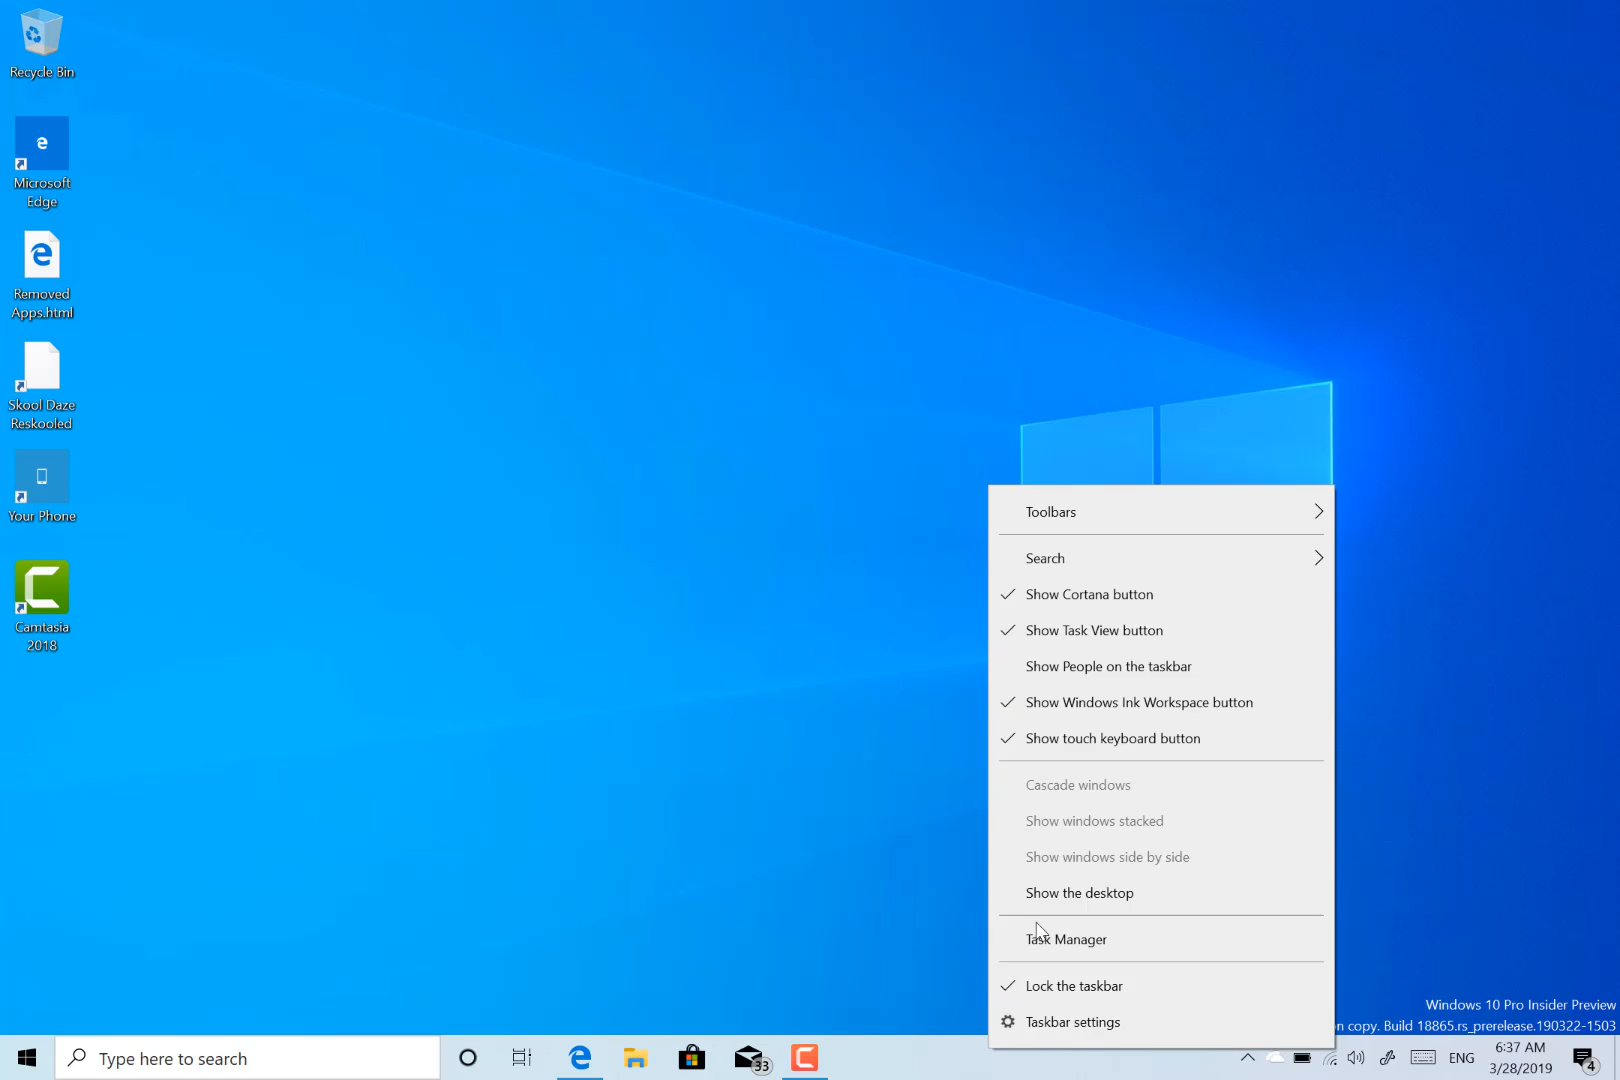 Recycle Bin
Microsoft
Edge
Removed
Apps.html
Skool Daze
Reskooled
Your Phone
Camtasia
2018
Toolbars
Search
Show Cortana button
Show Task View button
Show People on the taskbar
Show Windows Ink Workspace button
Show touch keyboard button
Cascade windows
Show windows stacked
Show windows side by side
Show the desktop
Task Manager
Lock the taskbar
Taskbar settings
Windows 10 Pro Insider Preview
n copy. Build 18865.rs_prerelease.190322-1503
Type here to search
33
ENG
6:37 AM
3/28/2019
4